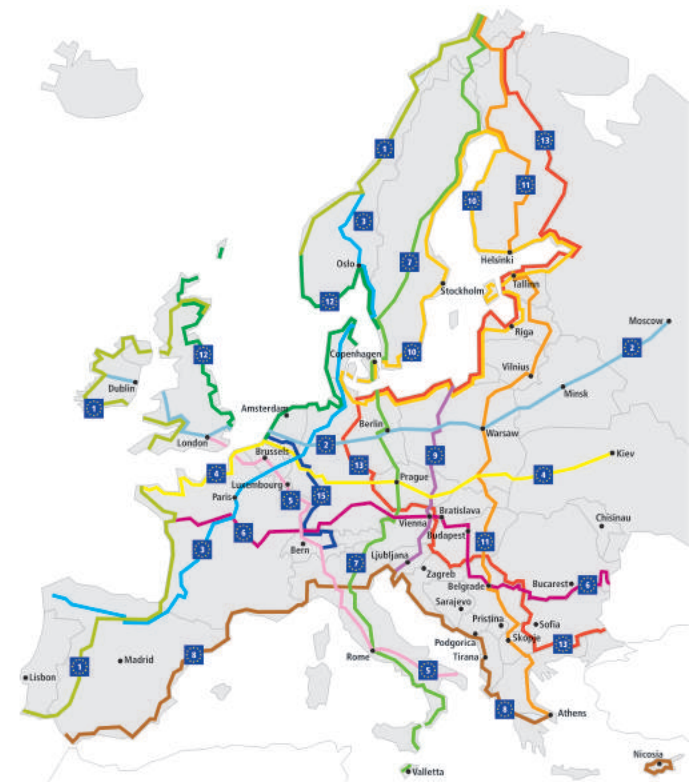 1
13
11
10
3
7
Oslo
Helsinki
Tallinn
Stockholm
12
Riga
Moscow
10
2
12
Copenhagen
Vilnius
Dublin
Minsk
1
Amsterdam
London
Berlin
2
Warsaw
Brussels
9
Kiev
4
13
4
Luxembourg
Prague
5
15
Paris
Vienna
Bratislava
Chisinau
6
Budapest
3
Bern
11
7
Ljubljana
Zagreb
Belgrade
Bucarest
6
Sarajevo
Pristina
Sofia
13
Podgorica
Skopje
Madrid
8
Rome
Tirana
1
5
Lisbon
8
Athens
Nicosia
Valletta